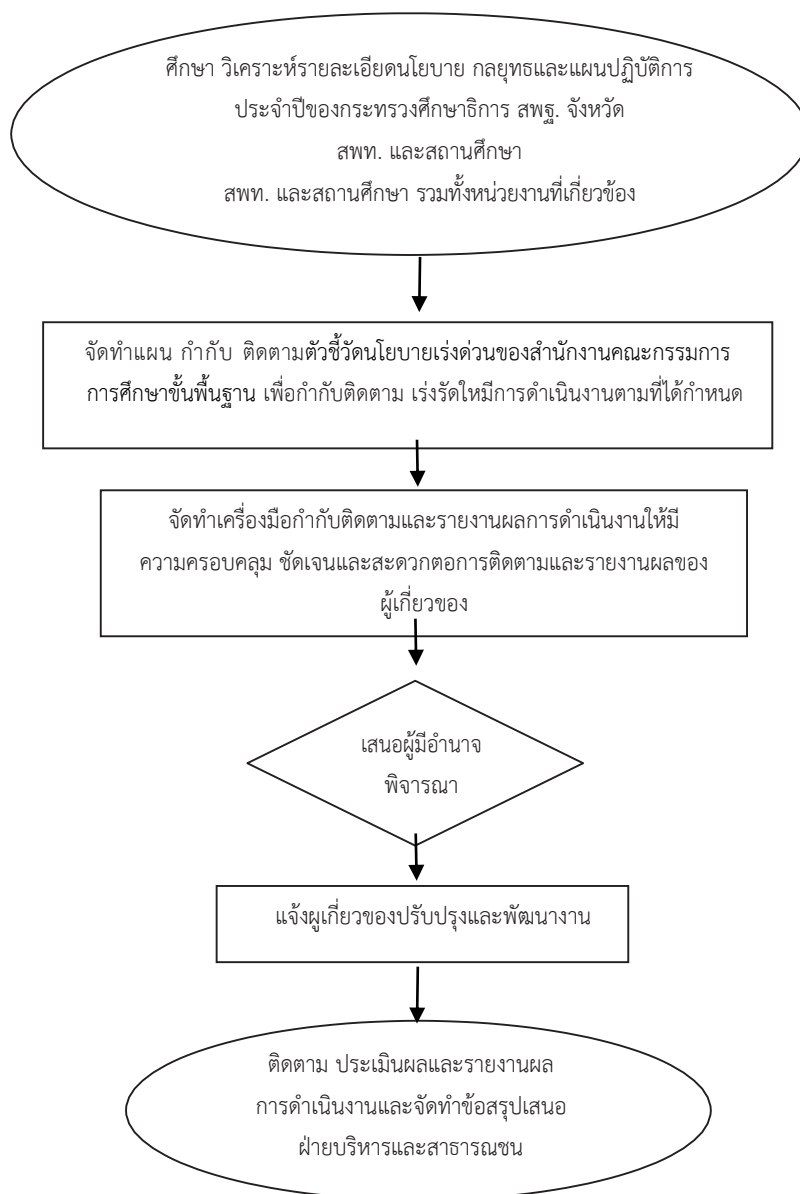 ศึกษา วิเคราะห์รายละเอียดนโยบาย กลยุทธและแผนปฏิบัติการ
ประจำปีของกระทรวงศึกษาธิการ สพฐ. จังหวัด
สพท. และสถานศึกษา
สพท. และสถานศึกษา รวมทั้งหน่วยงานที่เกี่ยวข้อง
จัดทำแผน กำกับ ติดตามตัวชี้วัดนโยบายเร่งด่วนของสำนักงานคณะกรรมการ
การศึกษาขั้นพื้นฐาน เพื่อกำกับติดตาม เร่งรัดใหมีการดำเนินงานตามที่ได้กำหนด
จัดทำเครื่องมือกำกับติดตามและรายงานผลการดำเนินงานให้มี
ความครอบคลุม ชัดเจนและสะดวกตอการติดตามและรายงานผลของ
ผู้เกี่ยวของ
เสนอผู้มีอำนาจ
พิจารณา
แจ้งผูเกี่ยวของปรับปรุงและพัฒนางาน
ติดตาม ประเมินผลและรายงานผล
การดำเนินงานและจัดทำข้อสรุปเสนอ
ฝ่ายบริหารและสาธารณชน